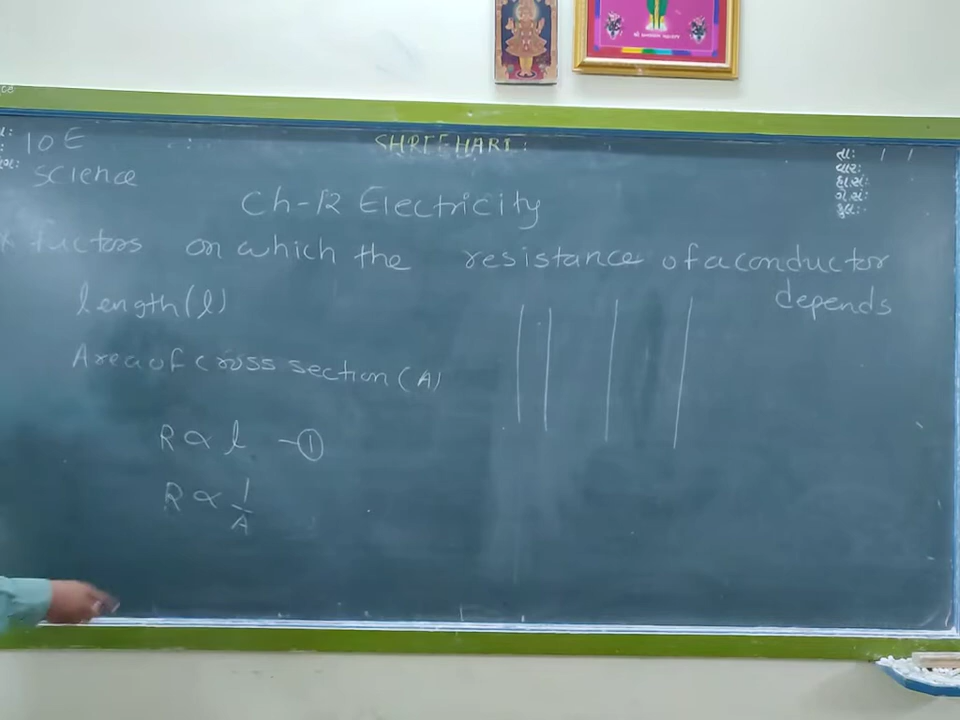 10 E
SHREEHARI:
તા: / /
વાર:
હા.સં:
ગે.સં:
કુલ:-
Science
Ch-12 Electricity
* factors on which the resistance of a conductor
depends
length (l)
Area of cross section (A)
R ∝ l - ①
R ∝ 1/A